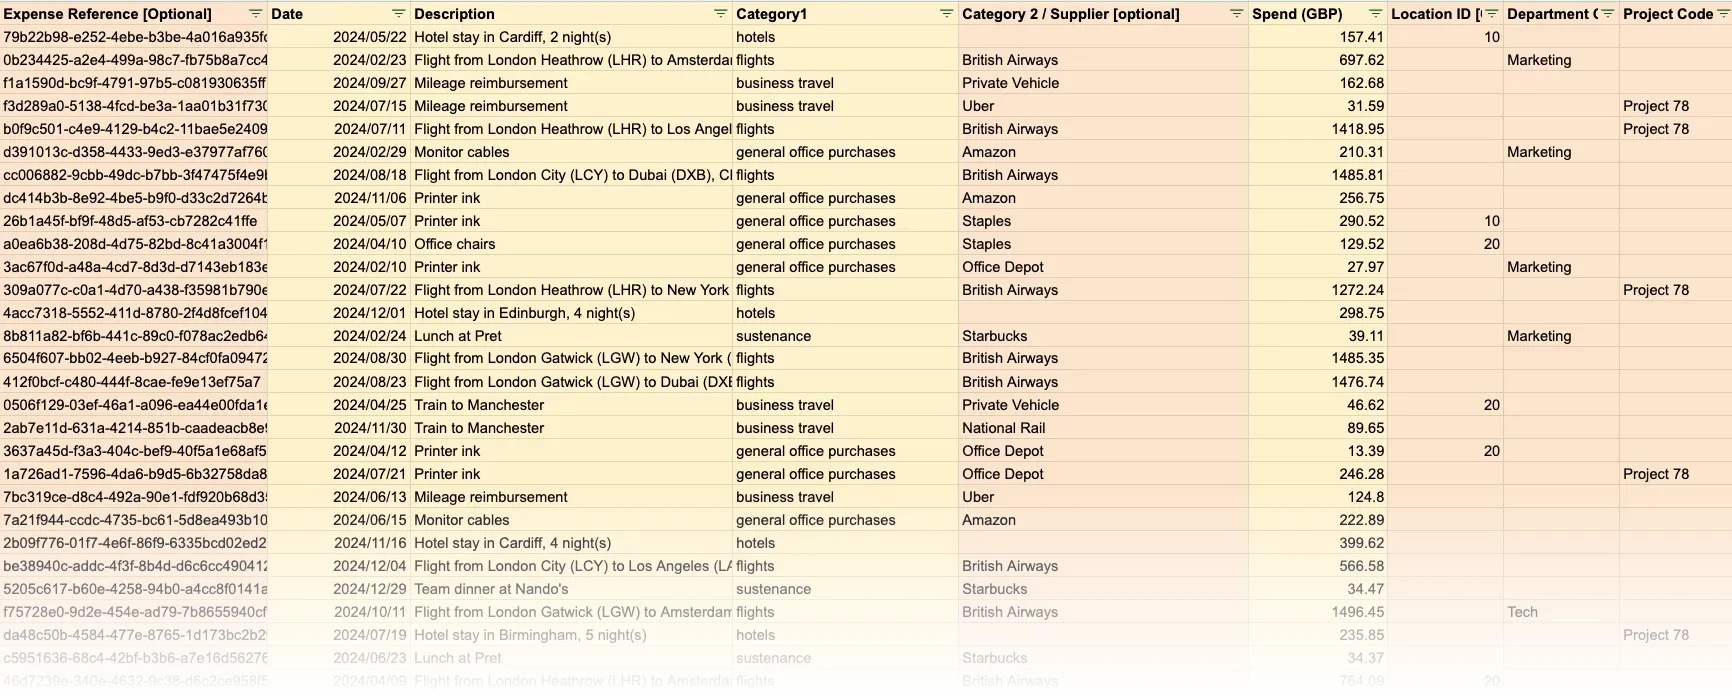 Expense Reference [Optional] Date Description Category1 Category 2 / Supplier [optional] Spend (GBP) Location ID [ Department Project Code
79b22b98-e252-4ebe-b3be-4a016a935f 2024/05/22 Hotel stay in Cardiff, 2 night(s) hotels 157.41 10
0b234425-a2e4-499a-98c7-fb75b8a7cc4 2024/02/23 Flight from London Heathrow (LHR) to Amsterda flights British Airways 697.62 Marketing
f1a1590d-bc9f-4791-97b5-c081930635ff 2024/09/27 Mileage reimbursement business travel Private Vehicle 162.68
f3d289a0-5138-4fcd-be3a-1aa01b31f730 2024/07/15 Mileage reimbursement business travel Uber 31.59 Project 78
b0f9c501-c4e9-4129-b4c2-11bae5e2409 2024/07/11 Flight from London Heathrow (LHR) to Los Angel flights British Airways 1418.95 Project 78
d391013c-d358-4433-9ed3-e37977af760 2024/02/29 Monitor cables general office purchases Amazon 210.31 Marketing
cc006882-9cbb-49dc-b7bb-3f47475f4e9 2024/08/18 Flight from London City (LCY) to Dubai (DXB), Cl flights British Airways 1485.81
dc414b3b-8e92-4be5-b9f0-d33c2d7264b 2024/11/06 Printer ink general office purchases Amazon 256.75
26b1a45f-bf9f-48d5-af53-cb7282c41ffe 2024/05/07 Printer ink general office purchases Staples 290.52 10
a0ea6b38-208d-4d75-82bd-8c41a3004f1 2024/04/10 Office chairs general office purchases Staples 129.52 20
3ac67f0d-a48a-4cd7-8d3d-d7143eb183e 2024/02/10 Printer ink general office purchases Office Depot 27.97 Marketing
309a077c-c0a1-4d70-a438-f35981b790e 2024/07/22 Flight from London Heathrow (LHR) to New York flights British Airways 1272.24 Project 78
4acc7318-5552-411d-8780-2f4d8fcef104 2024/12/01 Hotel stay in Edinburgh, 4 night(s) hotels 298.75
8b811a82-bf6b-441c-89c0-f078ac2edb64 2024/02/24 Lunch at Pret sustenance Starbucks 39.11 Marketing
6504f607-bb02-4eeb-b927-84cf0fa09472 2024/08/30 Flight from London Gatwick (LGW) to New York ( flights British Airways 1485.35
412f0bcf-c480-444f-8cae-fe9e13ef75a7 2024/08/23 Flight from London Gatwick (LGW) to Dubai (DXB flights British Airways 1476.74
0506f129-03ef-46a1-a096-ea44e00fda1e 2024/04/25 Train to Manchester business travel Private Vehicle 46.62 20
2ab7e11d-631a-4214-851b-caadeacb8e 2024/11/30 Train to Manchester business travel National Rail 89.65
3637a45d-f3a3-404c-bef9-40f5a1e68af5 2024/04/12 Printer ink general office purchases Office Depot 13.39 20
1a726ad1-7596-4da6-b9d5-6b32758da8 2024/07/21 Printer ink general office purchases Office Depot 246.28 Project 78
7bc319ce-d8c4-492a-90e1-fdf920b68d3 2024/06/13 Mileage reimbursement business travel Uber 124.8
7a21f944-ccdc-4735-bc61-5d8ea493b10 2024/06/15 Monitor cables general office purchases Amazon 222.89
2b09f776-01f7-4e6f-86f9-6335bcd02ed2 2024/11/16 Hotel stay in Cardiff, 4 night(s) hotels 399.62
be38940c-addc-4f3f-8b4d-d6c6cc490412 2024/12/04 Flight from London City (LCY) to Los Angeles (LA flights British Airways 566.58
5205c617-b60e-4258-94b0-a4cc8f0141a 2024/12/29 Team dinner at Nando's sustenance Starbucks 34.47
f75728e0-9d2e-454e-ad79-7b8655940cf 2024/10/11 Flight from London Gatwick (LGW) to Amsterdam flights British Airways 1496.45 Tech
da48c50b-4584-477e-8765-1d173bc2b2 2024/07/19 Hotel stay in Birmingham, 5 night(s) hotels 235.85 Project 78
c5951636-68c4-42bf-b3b6-a7e16d56276 2024/06/23 Lunch at Pret sustenance Starbucks 34.37
46d7239e-340e-4632-9c38-d6c2ce958f5 2024/04/09 Flight from London Heathrow (LHR) to Amsterda flights British Airways 764.09 20